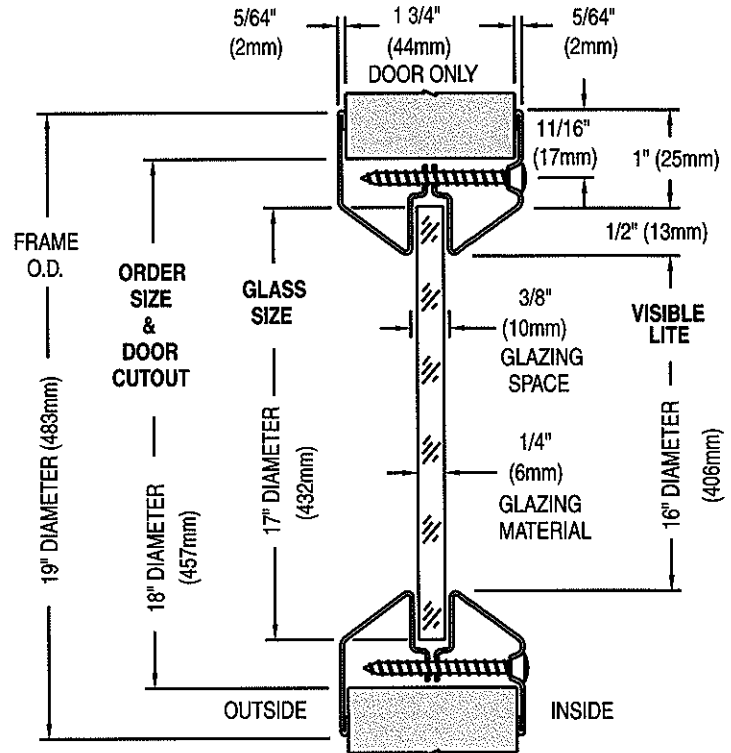 5/64"
(2mm)
1 3/4"
(44mm)
DOOR ONLY
5/64"
(2mm)
11/16"
(17mm)
1" (25mm)
1/2" (13mm)
FRAME
O.D.
ORDER
SIZE
&
DOOR
CUTOUT
GLASS
SIZE
3/8"
(10mm)
GLAZING
SPACE
VISIBLE
LITE
1/4"
(6mm)
GLAZING
MATERIAL
19" DIAMETER (483mm)
18" DIAMETER
(457mm)
17" DIAMETER
(432mm)
16" DIAMETER
(406mm)
OUTSIDE
INSIDE